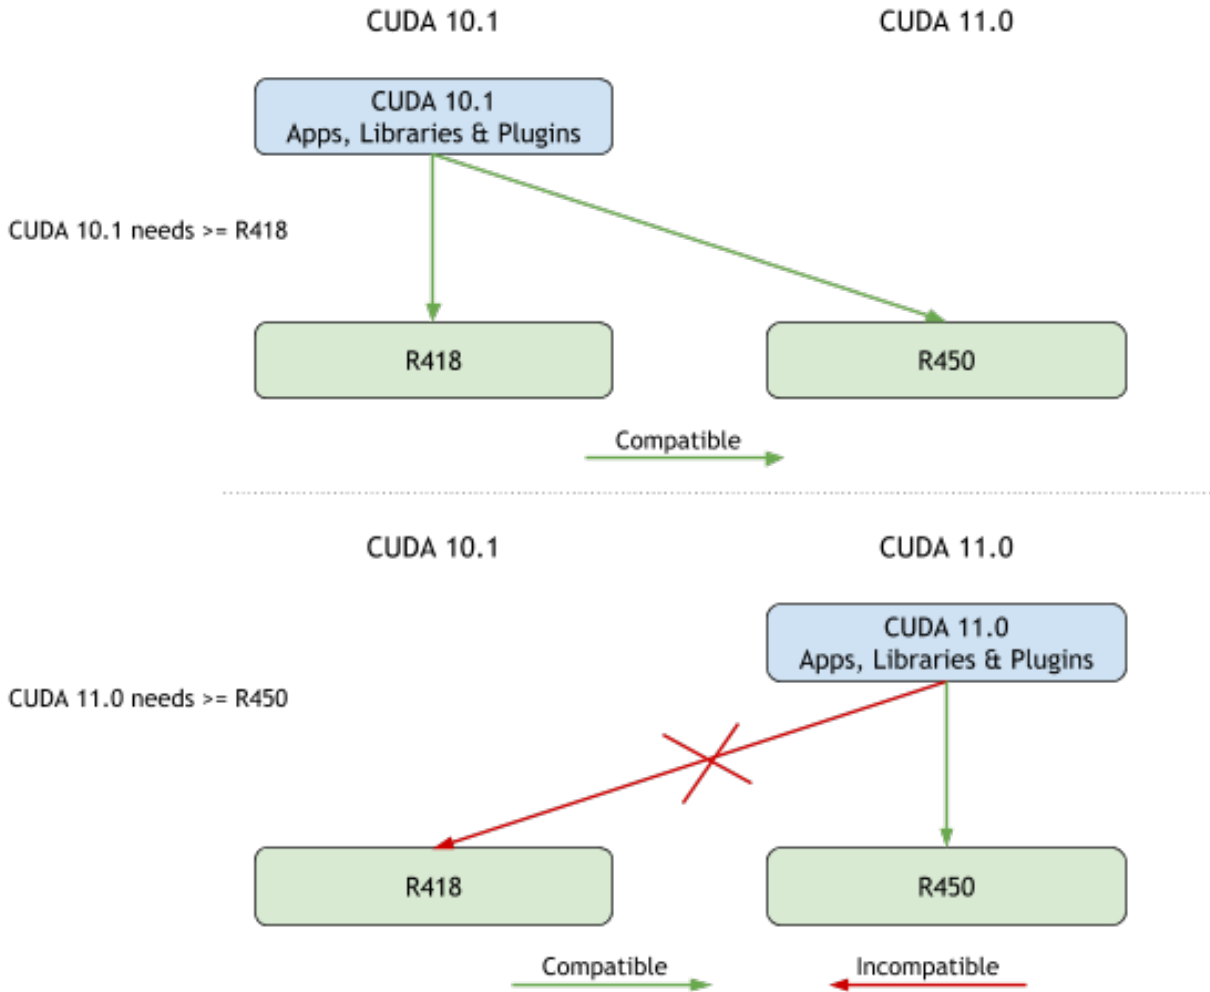 CUDA 10.1
CUDA 11.0
CUDA 10.1
Apps, Libraries & Plugins
CUDA 10.1 needs >= R418
R418
R450
Compatible
CUDA 10.1
CUDA 11.0
CUDA 11.0
Apps, Libraries & Plugins
CUDA 11.0 needs >= R450
R418
R450
Compatible
Incompatible